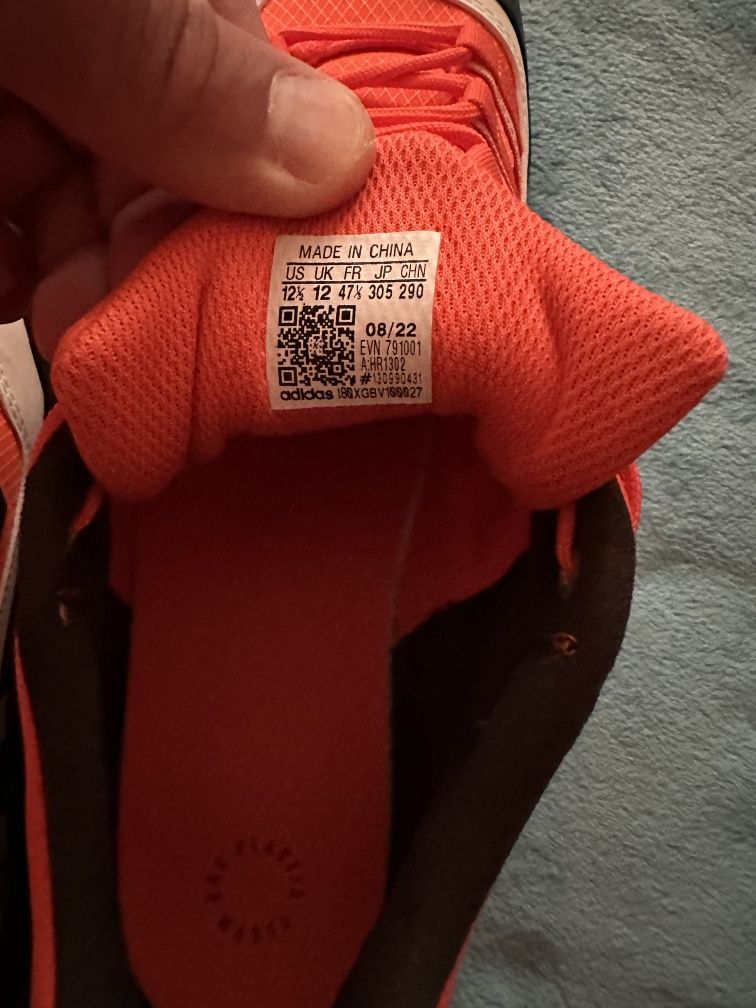 MADE IN CHINA
US UK FR JP CHN
12½ 12 47⅓ 305 290
08/22
EVN 791001
A:HR1302
#130990431
adidas 180XGBV100027